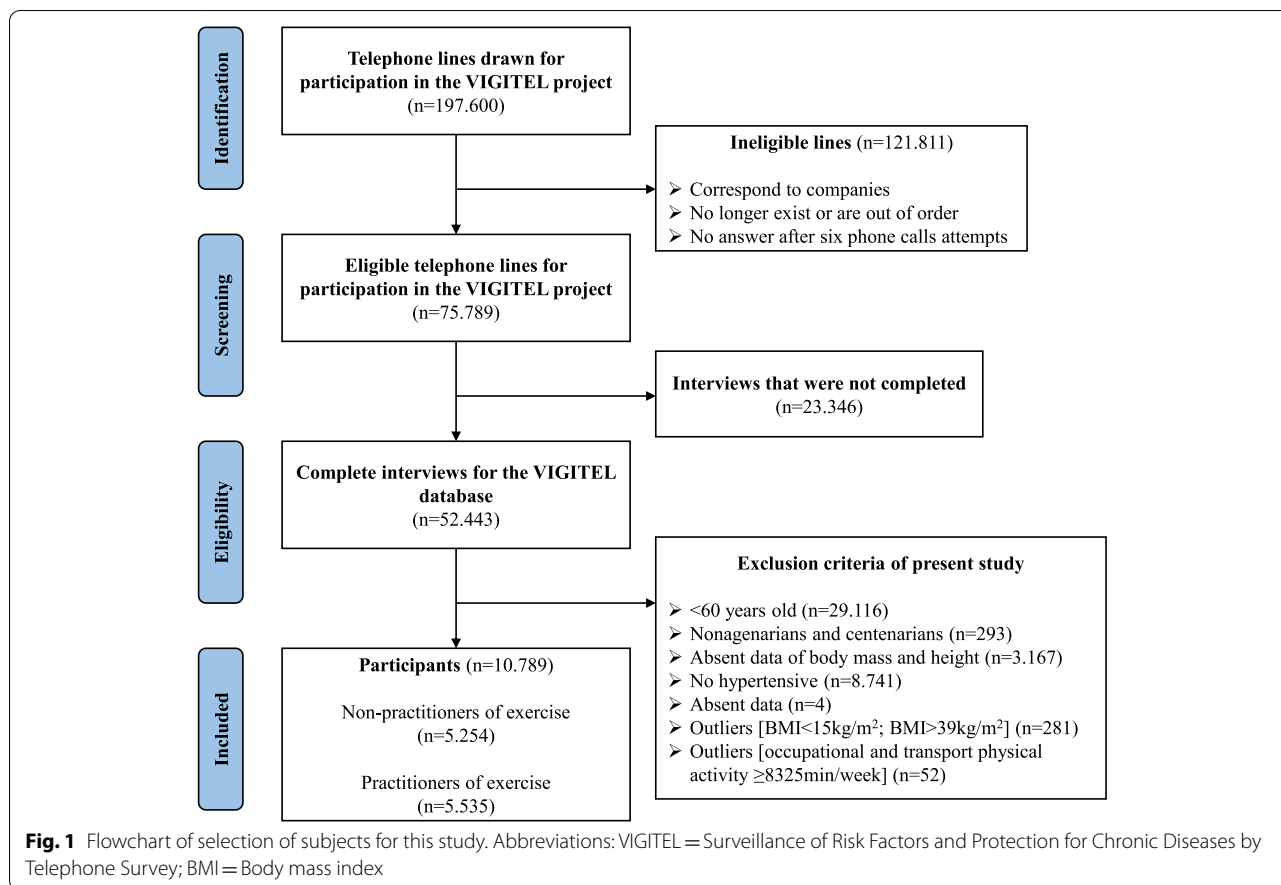 Identification
Telephone lines drawn for
participation in the VIGITEL project
(n=197.600)
Ineligible lines (n=121.811)
➢ Correspond to companies
➢ No longer exist or are out of order
➢ No answer after six phone calls attempts
Screening
Eligible telephone lines for
participation in the VIGITEL project
(n=75.789)
Interviews that were not completed
(n=23.346)
Eligibility
Complete interviews for the VIGITEL
database
(n=52.443)
Exclusion criteria of present study
➢ <60 years old (n=29.116)
➢ Nonagenarians and centenarians (n=293)
➢ Absent data of body mass and height (n=3.167)
➢ No hypertensive (n=8.741)
➢ Absent data (n=4)
➢ Outliers [BMI<15kg/m²; BMI>39kg/m²] (n=281)
➢ Outliers [occupational and transport physical
activity ≥8325min/week] (n=52)
Included
Participants (n=10.789)
Non-practitioners of exercise
(n=5.254)
Practitioners of exercise
(n=5.535)
Fig. 1 Flowchart of selection of subjects for this study. Abbreviations: VIGITEL = Surveillance of Risk Factors and Protection for Chronic Diseases by
Telephone Survey; BMI = Body mass index